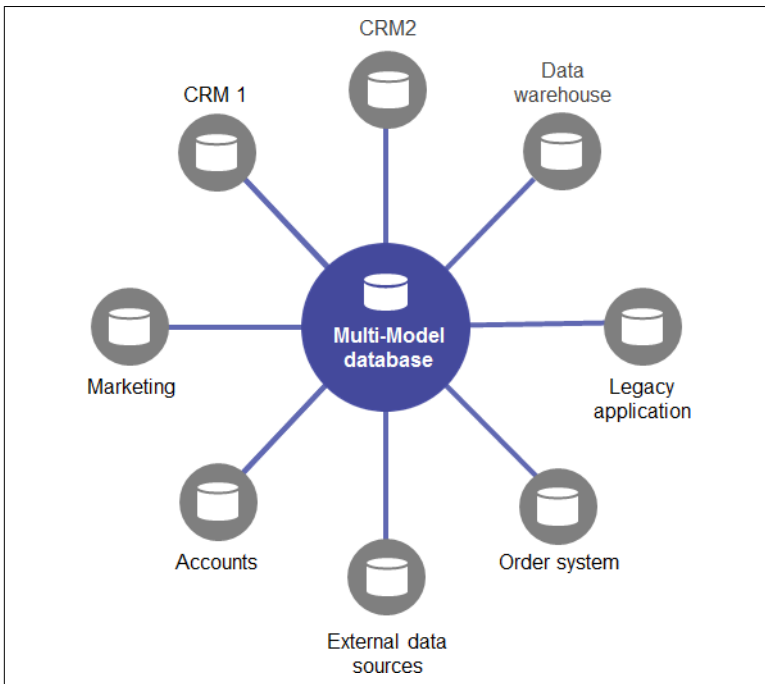 CRM2
CRM 1
Data
warehouse
Multi-Model
database
Marketing
Legacy
application
Accounts
Order system
External data
sources